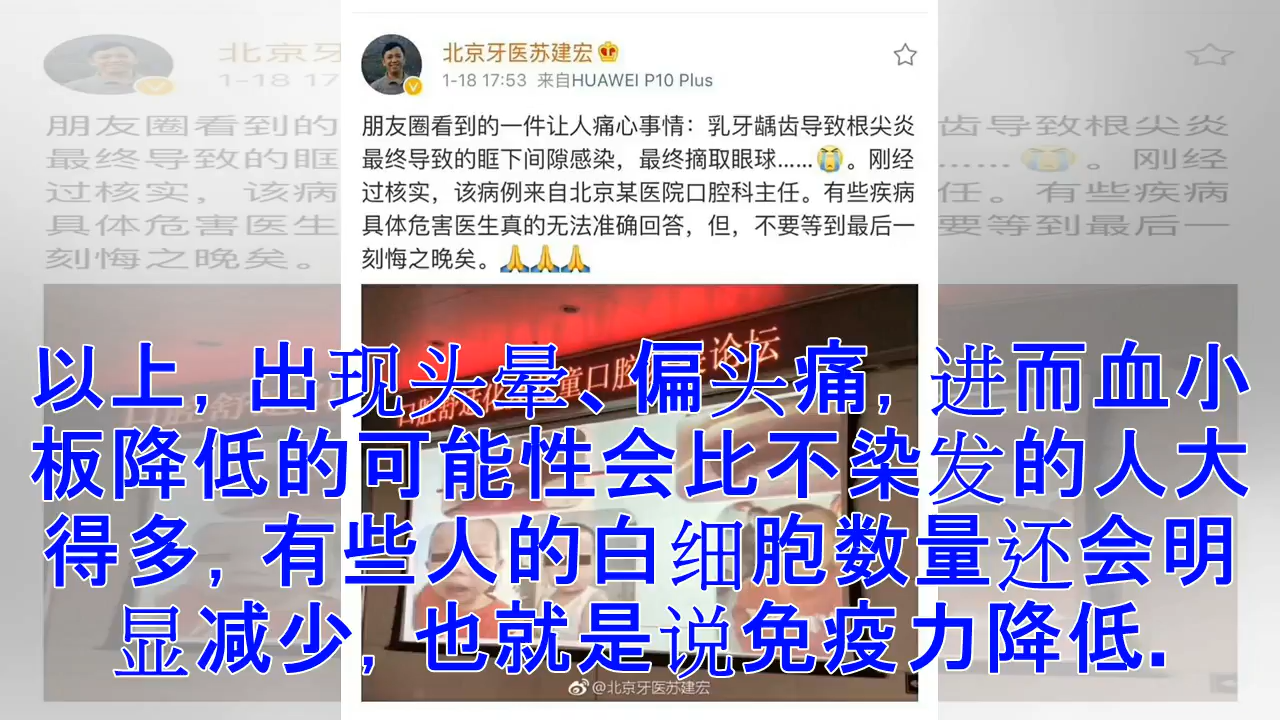 北京牙医苏建宏
1-18 17:53 来自HUAWEI P10 Plus
朋友圈看到的一件让人痛心事情：乳牙龋齿导致根尖炎
最终导致的眶下间隙感染，最终摘取眼球……😭。刚经
过核实，该病例来自北京某医院口腔科主任。有些疾病
具体危害医生真的无法准确回答，但，不要等到最后一
刻悔之晚矣。🙏🙏🙏
以上，出现头晕、偏头痛，进而血小
板降低的可能性会比不染发的人大
得多，有些人的白细胞数量还会明
显减少，也就是说免疫力降低.
@北京牙医苏建宏